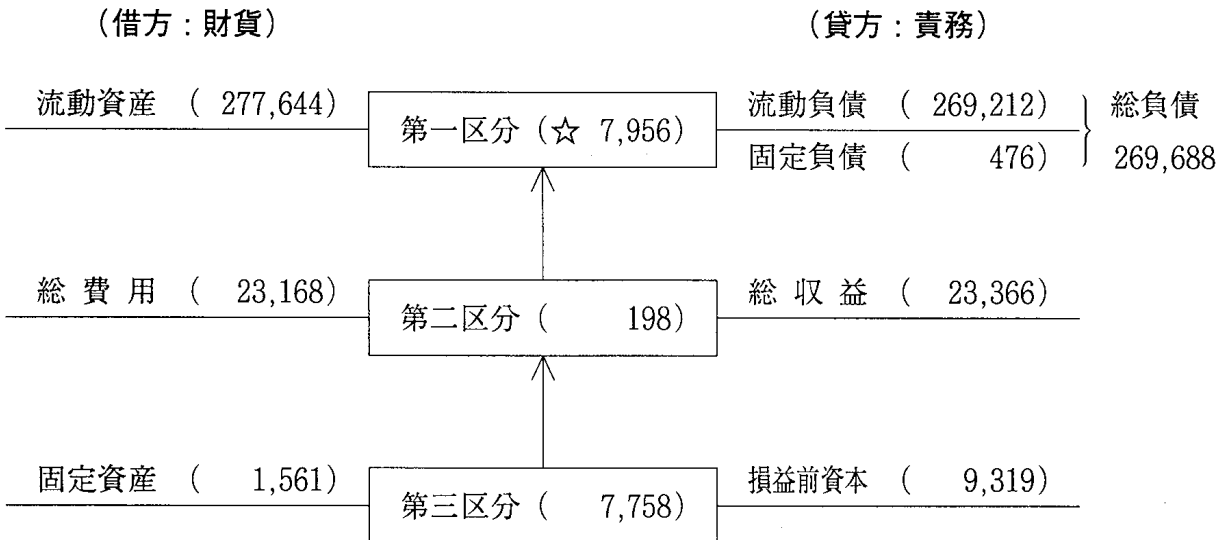 （借方：財貨） （貸方：責務）
流動資産 （ 277,644） 第一区分（☆ 7,956） 流動負債 （ 269,212） 総負債
固定負債 （ 476） 269,688
総費用 （ 23,168） 第二区分（ 198） 総収益 （ 23,366）
固定資産 （ 1,561） 第三区分（ 7,758） 損益前資本 （ 9,319）